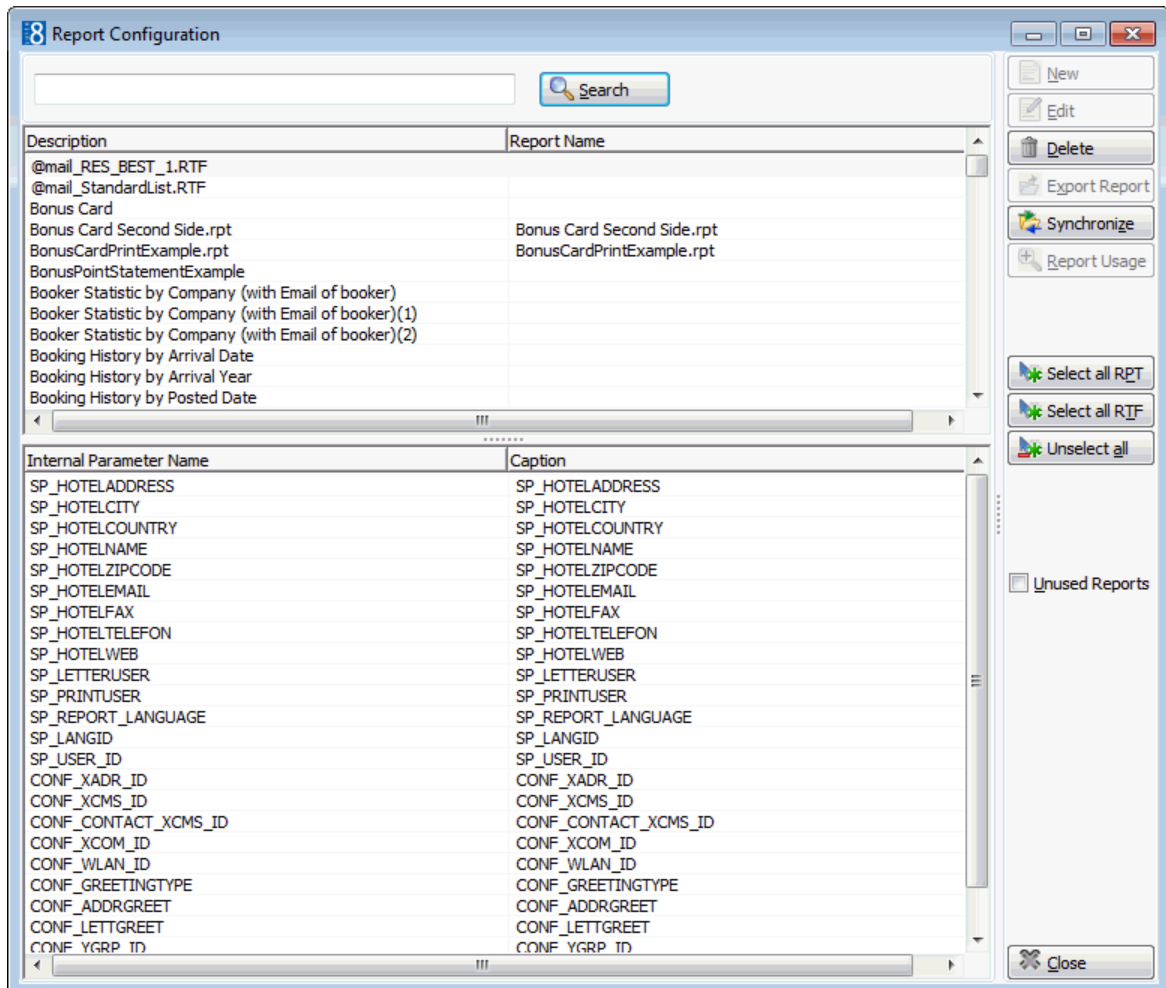 8 Report Configuration
Search
New
Edit
Delete
Export Report
Synchronize
Report Usage
Select all RPT
Select all RTF
Unselect all
Unused Reports
Close
Description Report Name
@mail_RES_BEST_1.RTF
@mail_StandardList.RTF
Bonus Card
Bonus Card Second Side.rpt Bonus Card Second Side.rpt
BonusCardPrintExample.rpt BonusCardPrintExample.rpt
BonusPointStatementExample
Booker Statistic by Company (with Email of booker)
Booker Statistic by Company (with Email of booker)(1)
Booker Statistic by Company (with Email of booker)(2)
Booking History by Arrival Date
Booking History by Arrival Year
Booking History by Posted Date
Internal Parameter Name Caption
SP_HOTELADDRESS SP_HOTELADDRESS
SP_HOTELCITY SP_HOTELCITY
SP_HOTELCOUNTRY SP_HOTELCOUNTRY
SP_HOTELNAME SP_HOTELNAME
SP_HOTELZIPCODE SP_HOTELZIPCODE
SP_HOTELEMAIL SP_HOTELEMAIL
SP_HOTELFAX SP_HOTELFAX
SP_HOTELTELEFON SP_HOTELTELEFON
SP_HOTELWEB SP_HOTELWEB
SP_LETTERUSER SP_LETTERUSER
SP_PRINTUSER SP_PRINTUSER
SP_REPORT_LANGUAGE SP_REPORT_LANGUAGE
SP_LANGID SP_LANGID
SP_USER_ID SP_USER_ID
CONF_XADR_ID CONF_XADR_ID
CONF_XCMS_ID CONF_XCMS_ID
CONF_CONTACT_XCMS_ID CONF_CONTACT_XCMS_ID
CONF_XCOM_ID CONF_XCOM_ID
CONF_WLAN_ID CONF_WLAN_ID
CONF_GREETINGTYPE CONF_GREETINGTYPE
CONF_ADDRGREET CONF_ADDRGREET
CONF_LETTGREET CONF_LETTGREET
CONF_YGRP_ID CONF_YGRP_ID